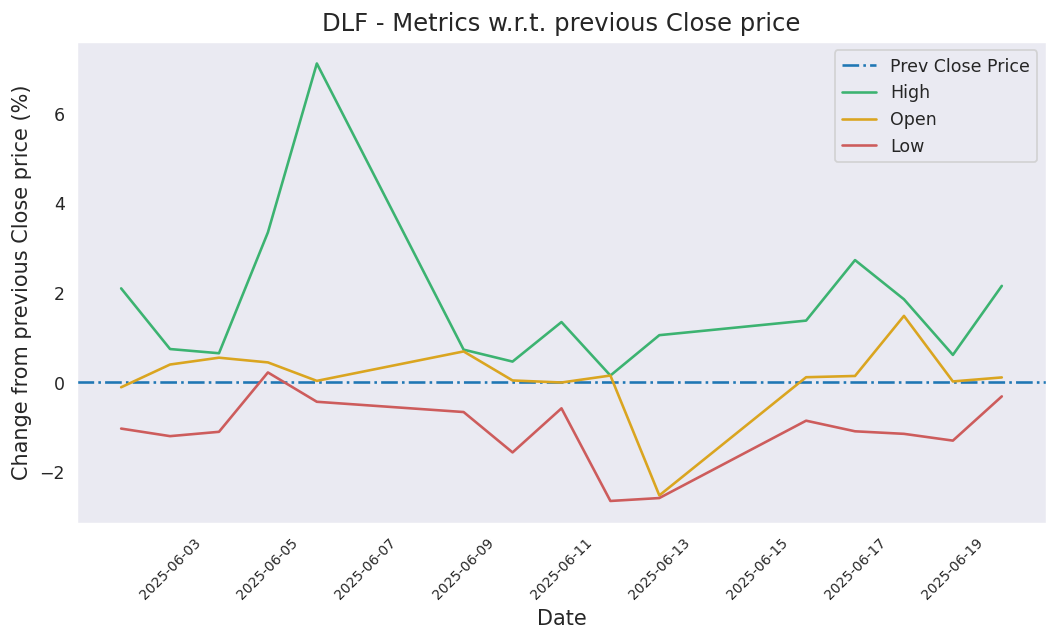 DLF - Metrics w.r.t. previous Close price
Change from previous Close price (%)
6
4
2
0
−2
Prev Close Price
High
Open
Low
2025-06-03
2025-06-05
2025-06-07
2025-06-09
2025-06-11
2025-06-13
2025-06-15
2025-06-17
2025-06-19
Date